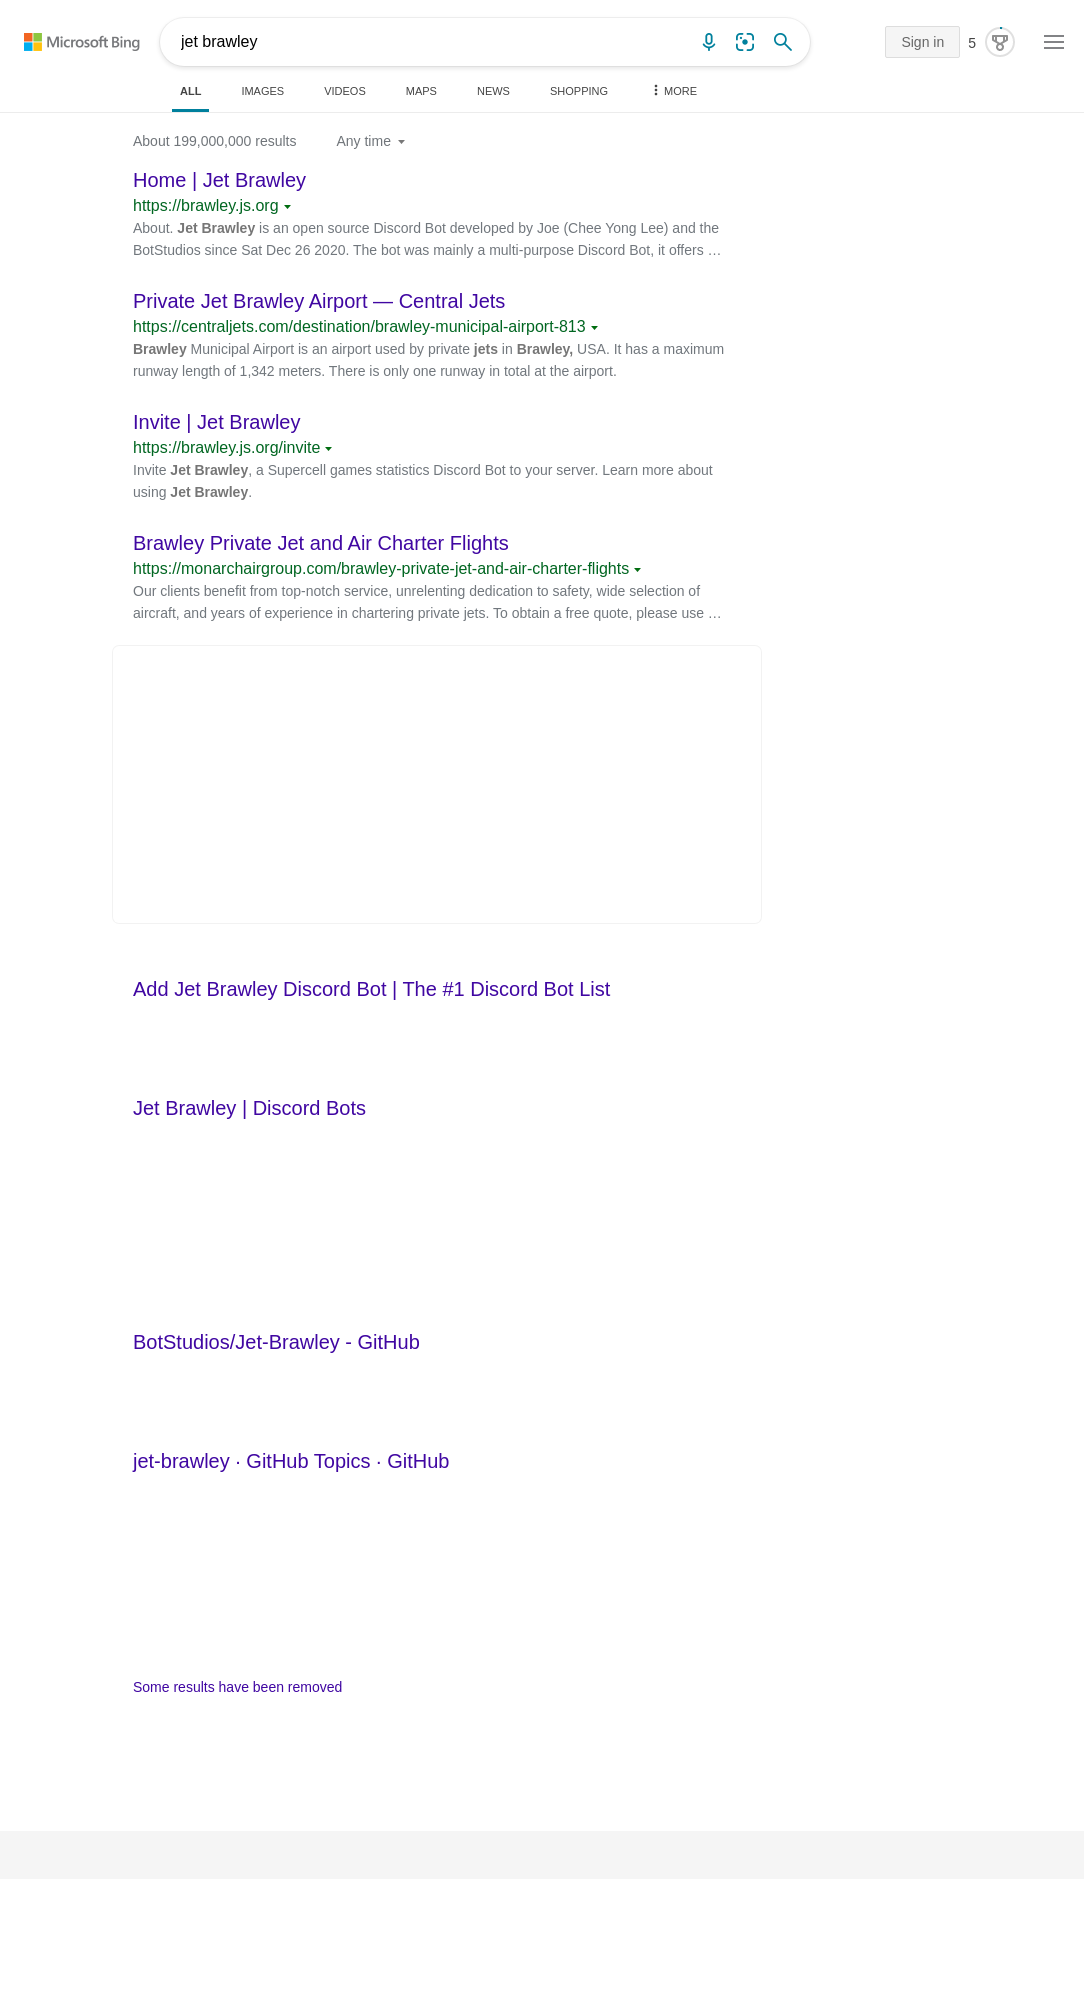 Microsoft Bing
jet brawley
Sign in
5
ALL
IMAGES
VIDEOS
MAPS
NEWS
SHOPPING
MORE
About 199,000,000 results
Any time
Home | Jet Brawley
https://brawley.js.org
About. Jet Brawley is an open source Discord Bot developed by Joe (Chee Yong Lee) and the
BotStudios since Sat Dec 26 2020. The bot was mainly a multi-purpose Discord Bot, it offers …
Private Jet Brawley Airport — Central Jets
https://centraljets.com/destination/brawley-municipal-airport-813
Brawley Municipal Airport is an airport used by private jets in Brawley, USA. It has a maximum
runway length of 1,342 meters. There is only one runway in total at the airport.
Invite | Jet Brawley
https://brawley.js.org/invite
Invite Jet Brawley, a Supercell games statistics Discord Bot to your server. Learn more about
using Jet Brawley.
Brawley Private Jet and Air Charter Flights
https://monarchairgroup.com/brawley-private-jet-and-air-charter-flights
Our clients benefit from top-notch service, unrelenting dedication to safety, wide selection of
aircraft, and years of experience in chartering private jets. To obtain a free quote, please use …
Add Jet Brawley Discord Bot | The #1 Discord Bot List
Jet Brawley | Discord Bots
BotStudios/Jet-Brawley - GitHub
jet-brawley · GitHub Topics · GitHub
Some results have been removed